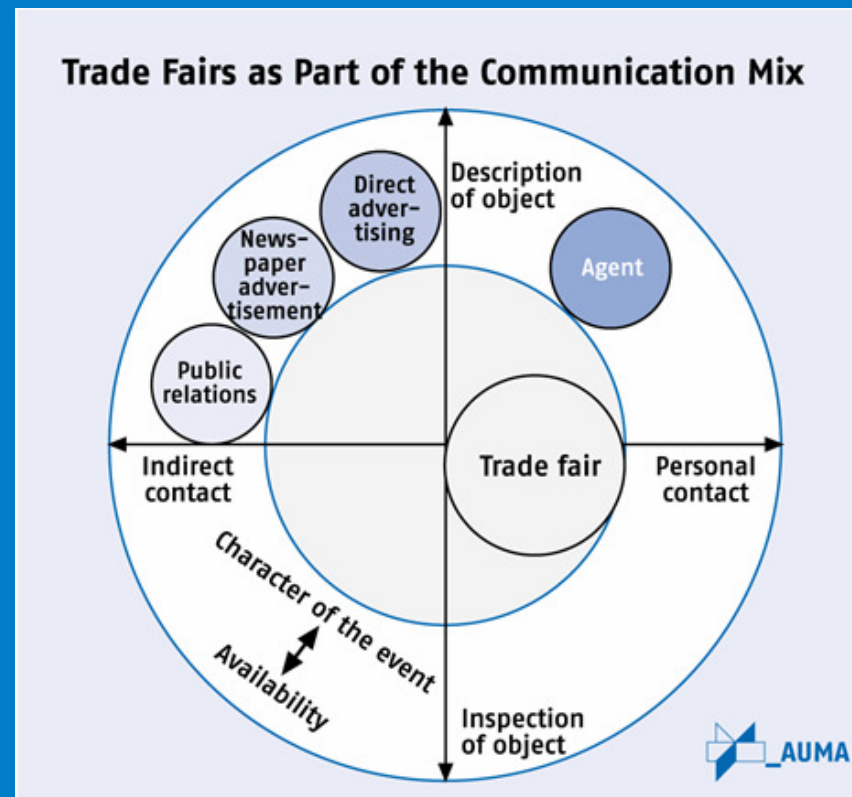 Trade Fairs as Part of the Communication Mix
Description
of object
Direct
adver-
tising
News-
paper
adver-
tisement
Agent
Public
relations
Trade fair
Indirect
contact
Personal
contact
Character of the event
Availability
Inspection
of object
_AUMA